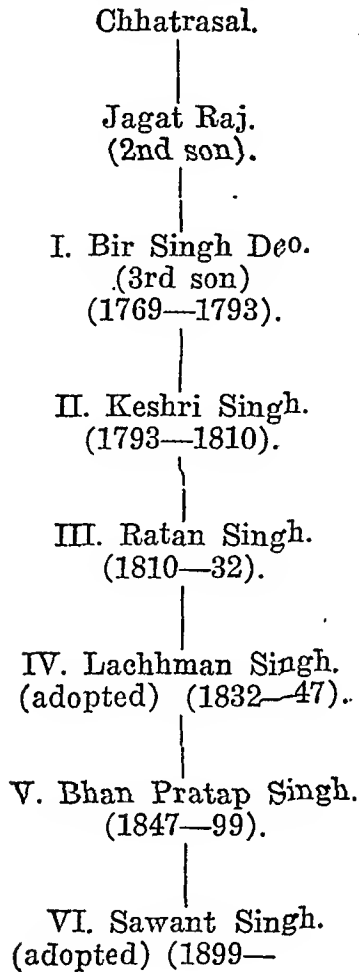 Chhatrasal.
Jagat Raj.
(2nd son).
I. Bir Singh Deo.
(3rd son)
(1769—1793).
II. Keshri Singh.
(1793—1810).
III. Ratan Singh.
(1810—32).
IV. Lachhman Singh.
(adopted) (1832—47).
V. Bhan Pratap Singh.
(1847—99).
VI. Sawant Singh.
(adopted) (1899—